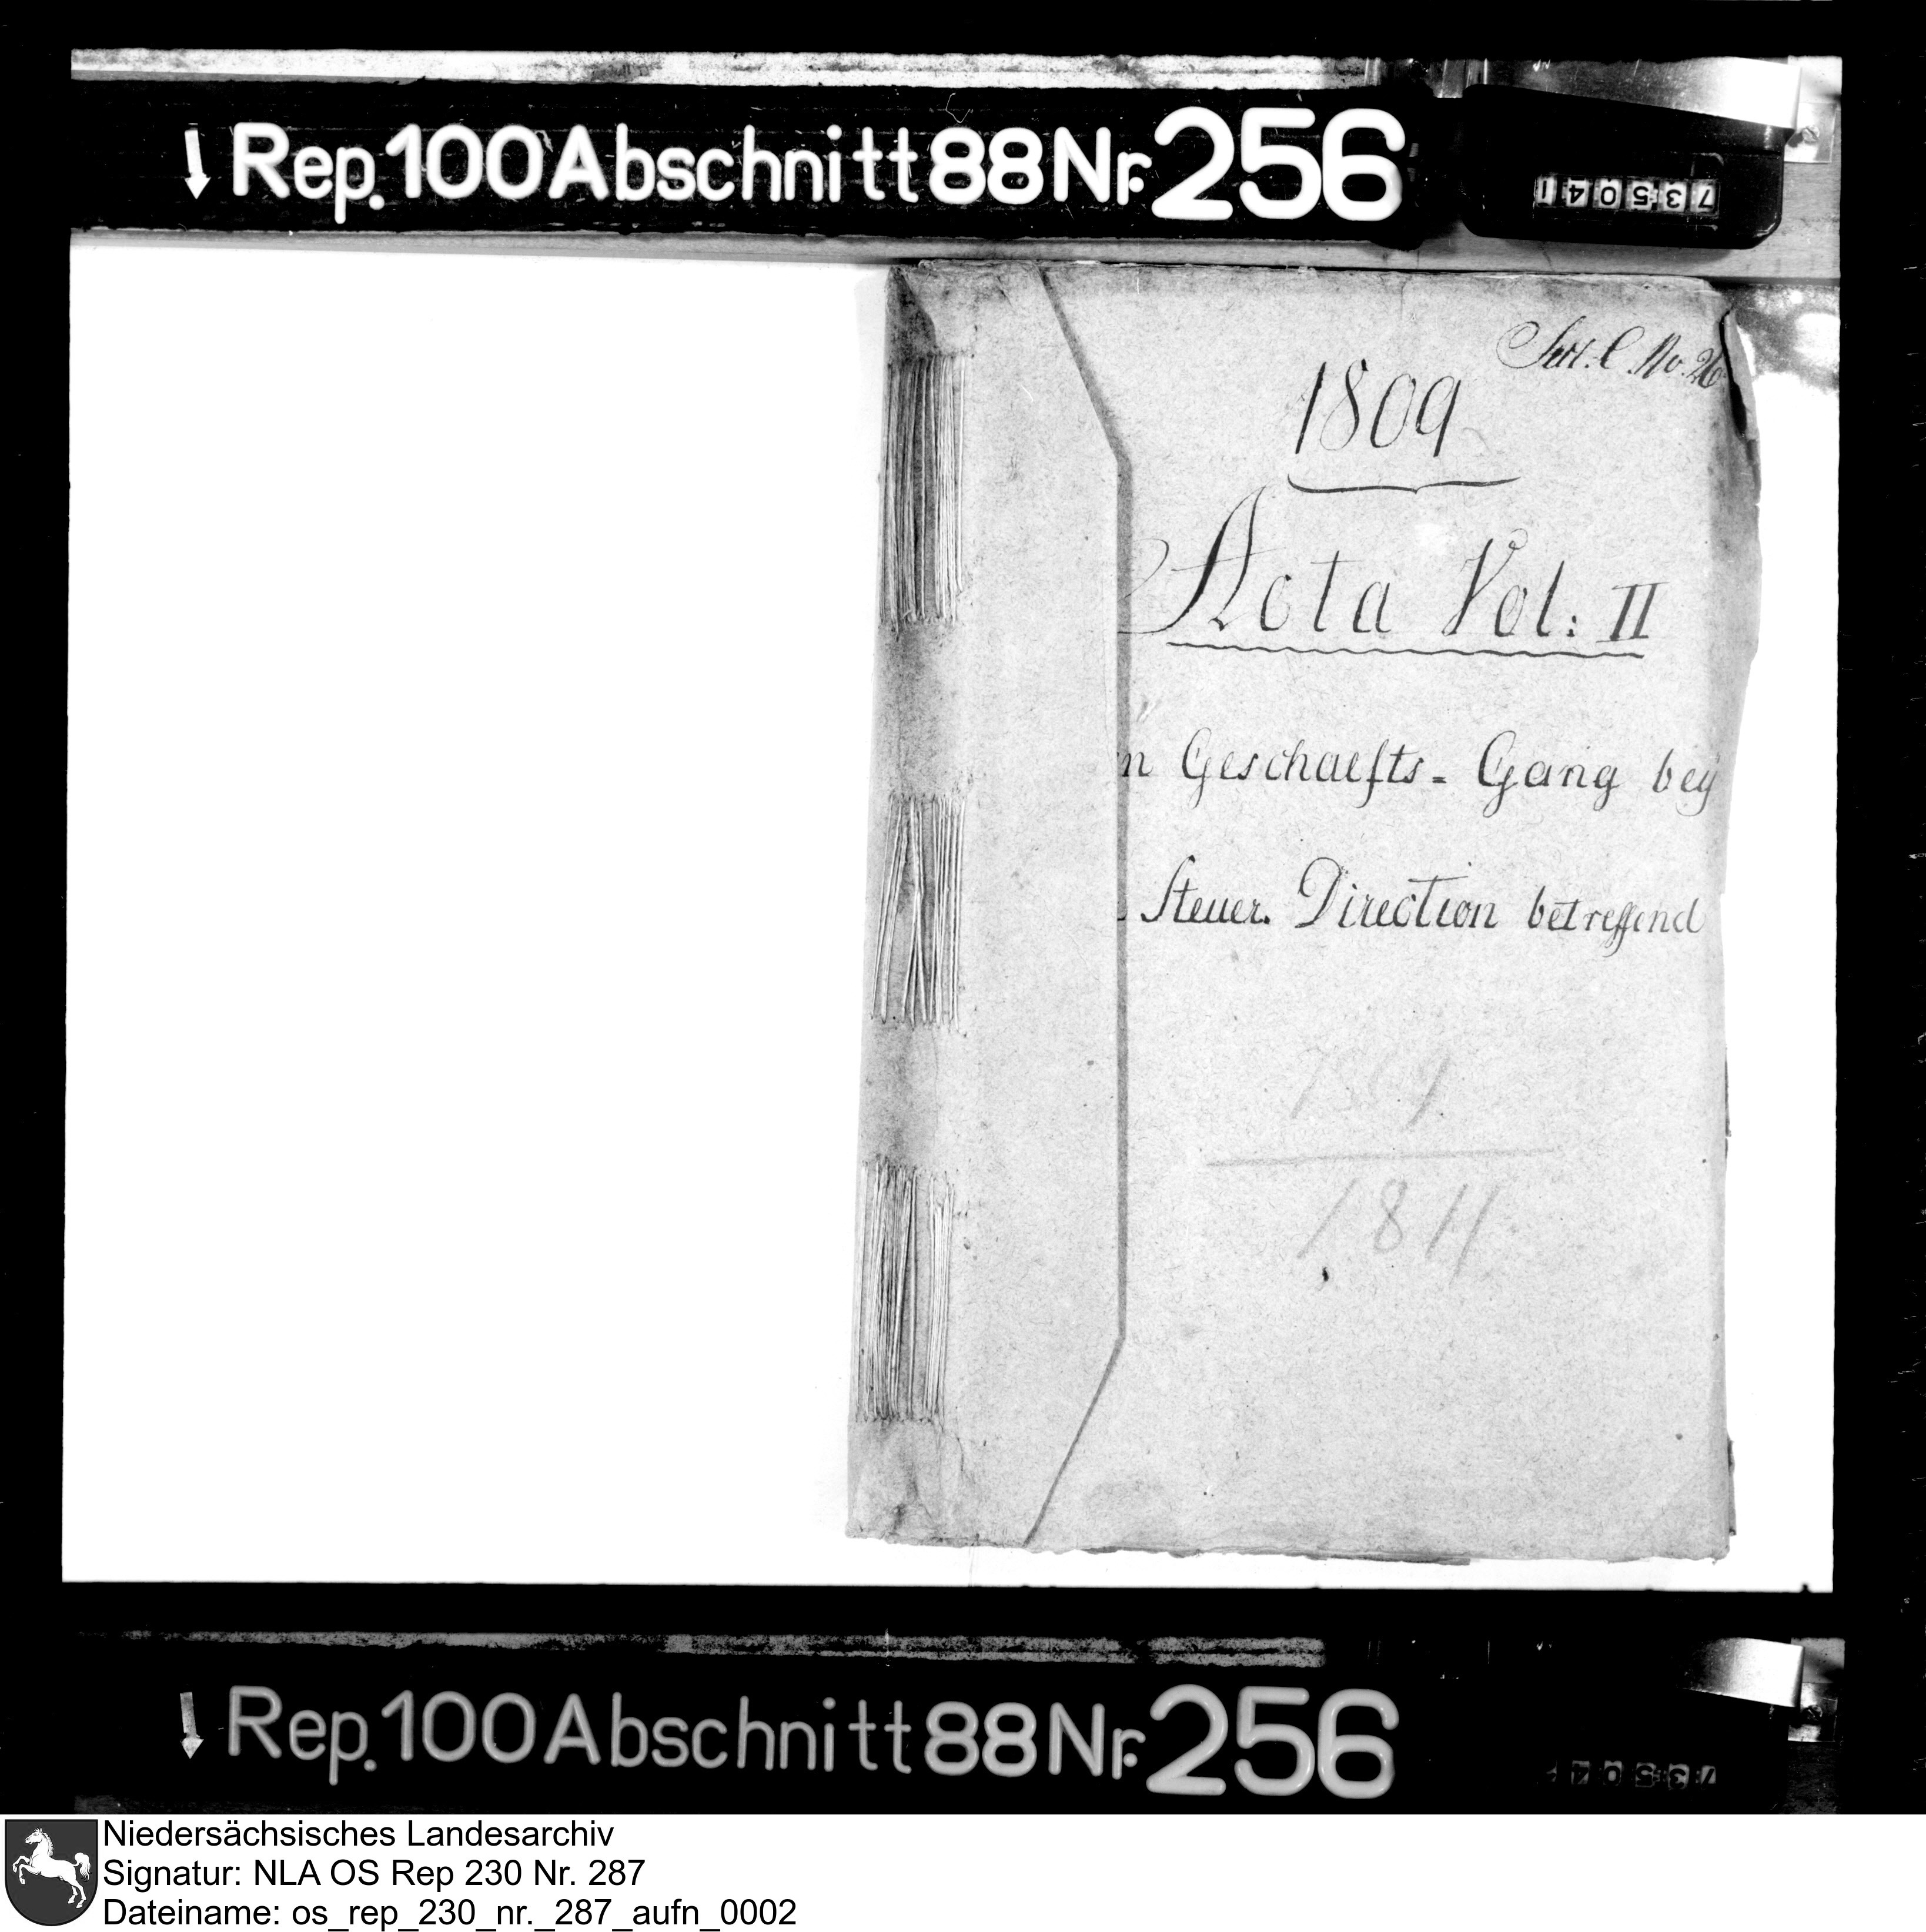 Rep. 100 Abschnitt 88 Nr. 256
735041
No. 26
1809
Acta Vol: II
n Geschaefts- Gang bey
Steuer. Direction betreffend
1809
1811
Rep. 100 Abschnitt 88 Nr. 256
Niedersächsisches Landesarchiv
Signatur: NLA OS Rep 230 Nr. 287
Dateiname: os_rep_230_nr._287_aufn_0002